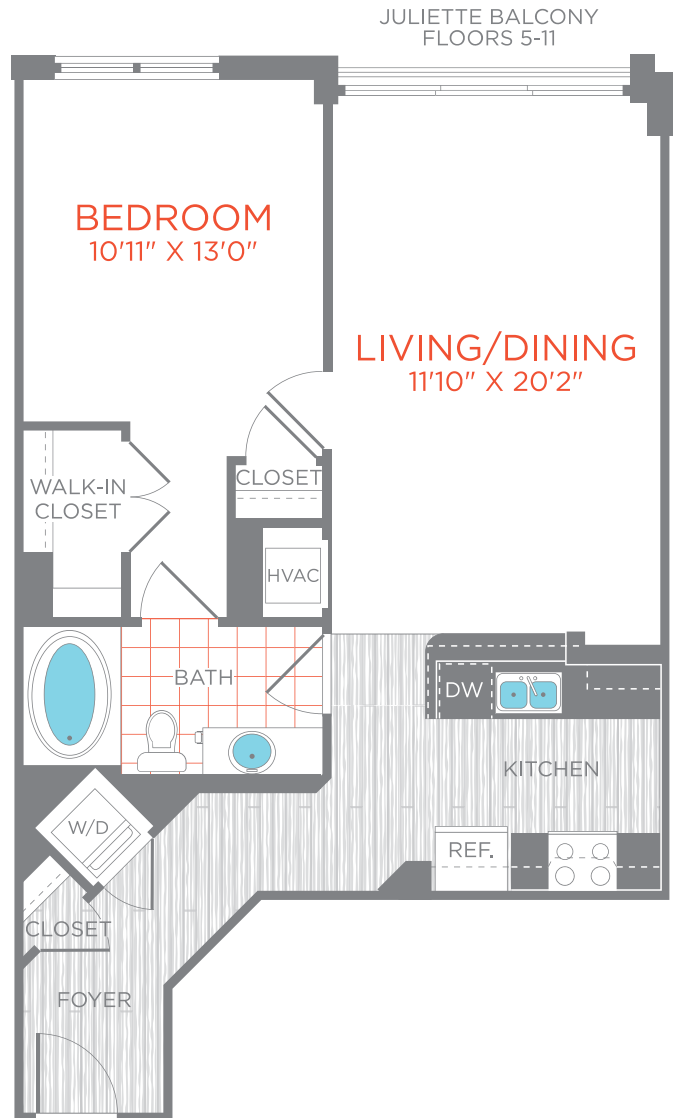 JULIETTE BALCONY
FLOORS 5-11
BEDROOM
10'11" X 13'0"
LIVING/DINING
11'10" X 20'2"
WALK-IN
CLOSET
CLOSET
HVAC
BATH
DW
KITCHEN
W/D
REF.
CLOSET
FOYER